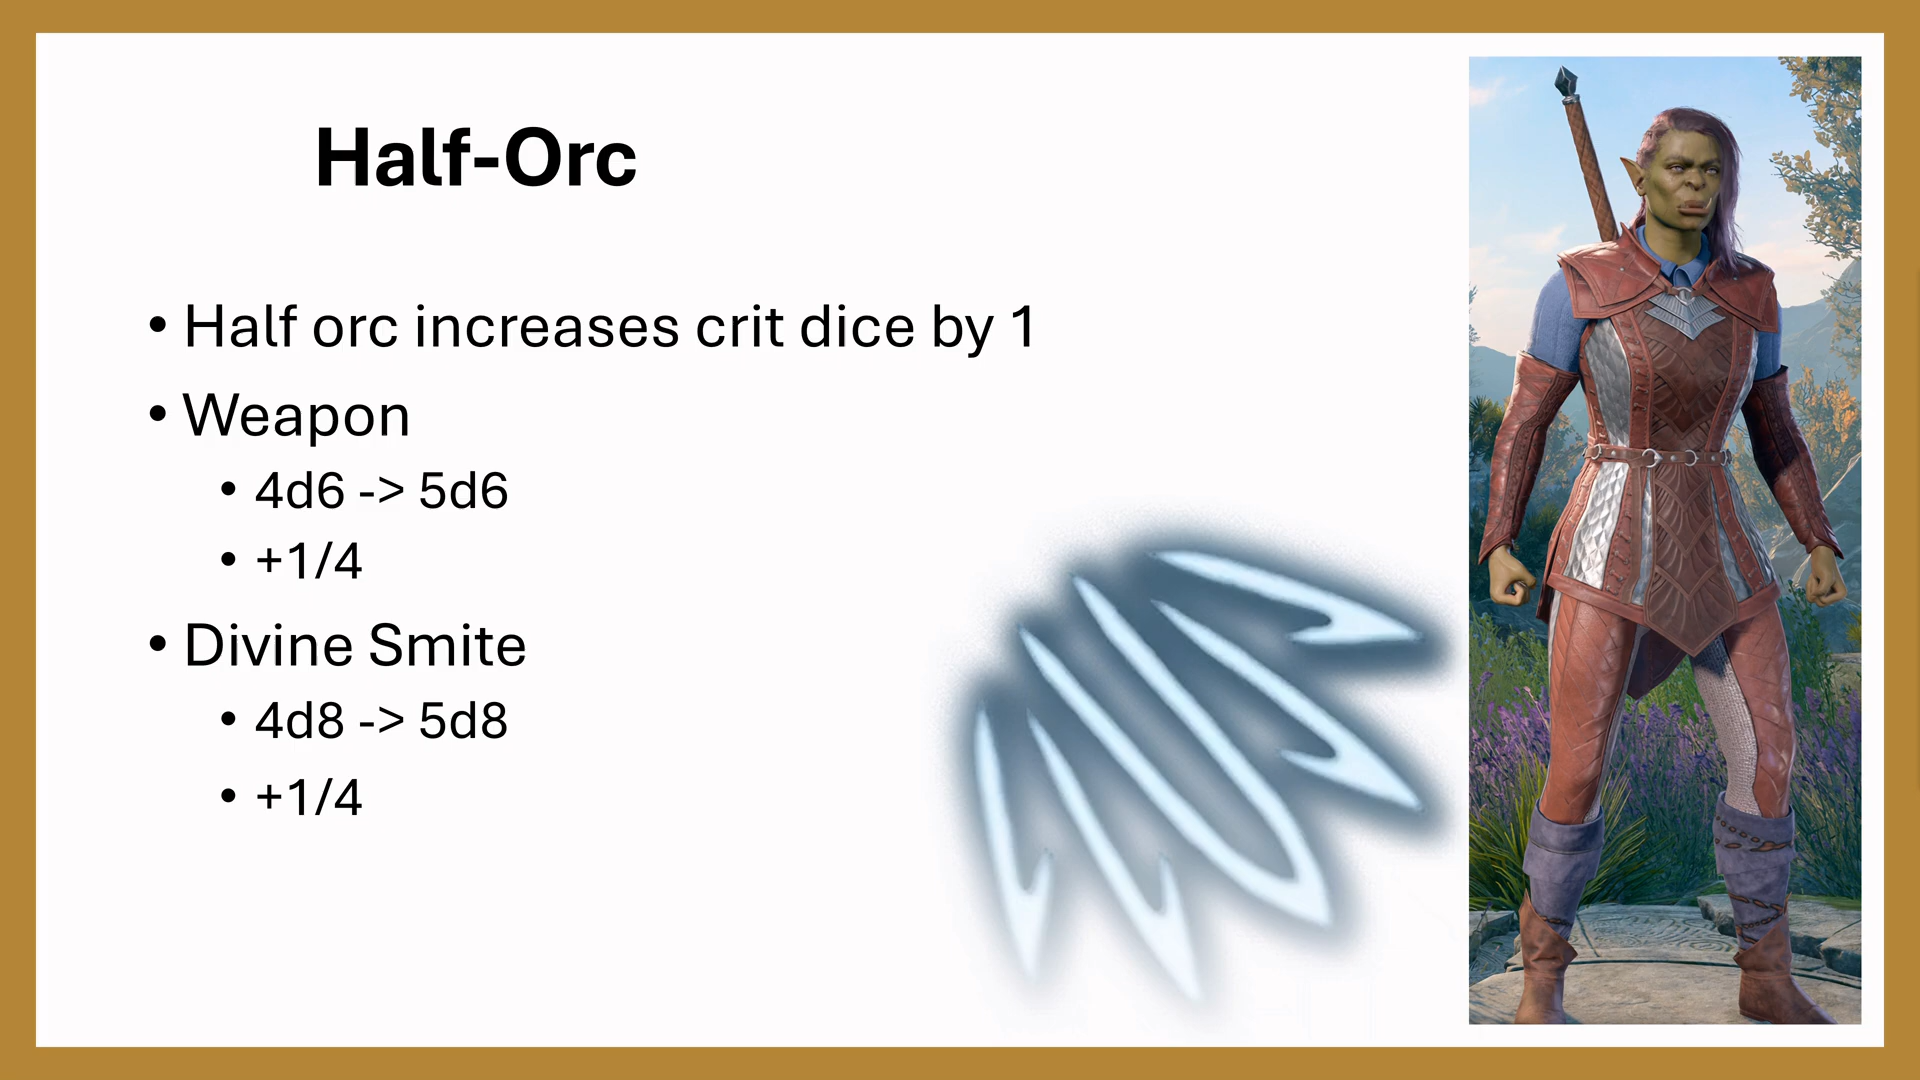 Half-Orc
• Half orc increases crit dice by 1
• Weapon
• 4d6 -> 5d6
• +1/4
• Divine Smite
• 4d8 -> 5d8
• +1/4